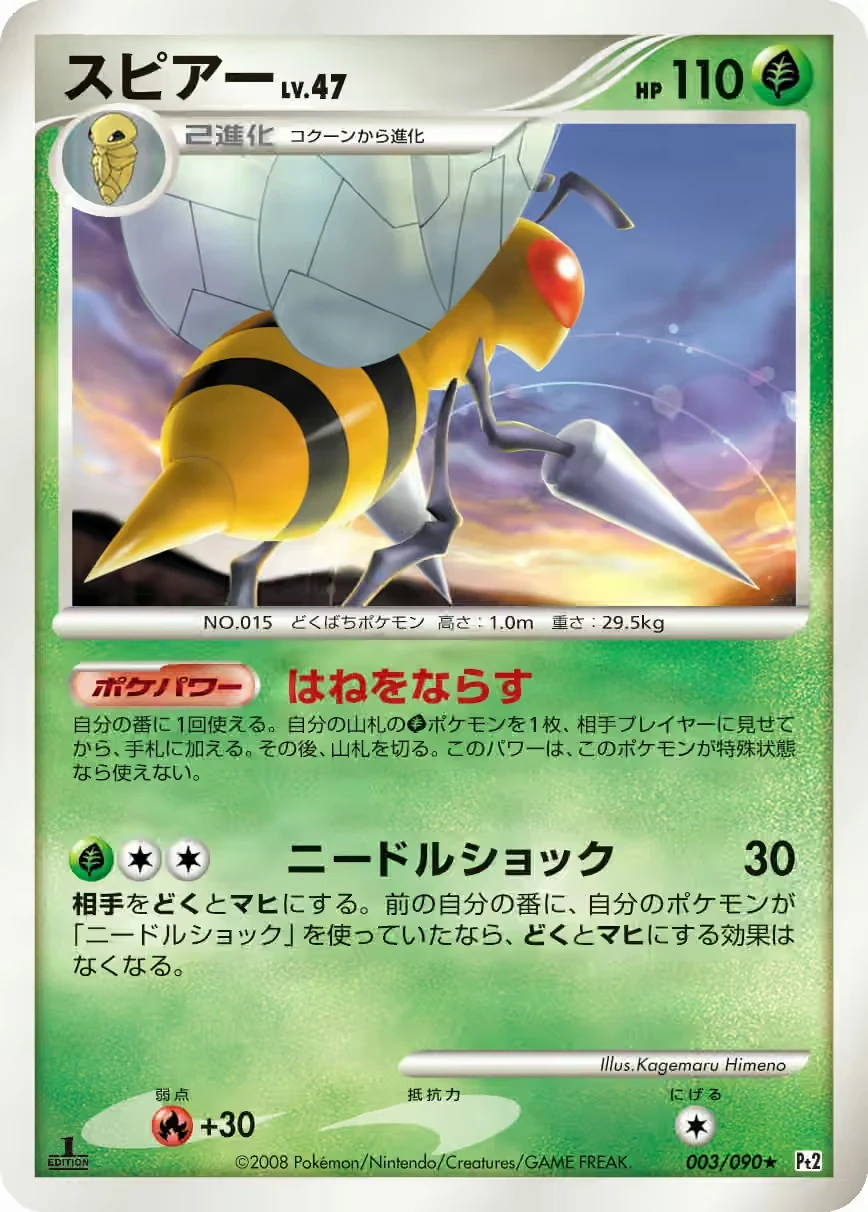 スピアー LV.47 HP 110
2進化 コクーンから進化
NO.015 どくばちポケモン 高さ:1.0m 重さ:29.5kg
ポケパワー はねをならす
自分の番に1回使える。自分の山札のポケモンを1枚、相手プレイヤーに見せて
から、手札に加える。その後、山札を切る。このパワーは、このポケモンが特殊状態
なら使えない。
ニードルショック 30
相手をどくとマヒにする。前の自分の番に、自分のポケモンが
「ニードルショック」を使っていたなら、どくとマヒにする効果は
なくなる。
Illus.Kagemaru Himeno
弱点 抵抗力 にげる
+30
1 EDITION ©2008 Pokémon/Nintendo/Creatures/GAME FREAK. 003/090★ Pt2